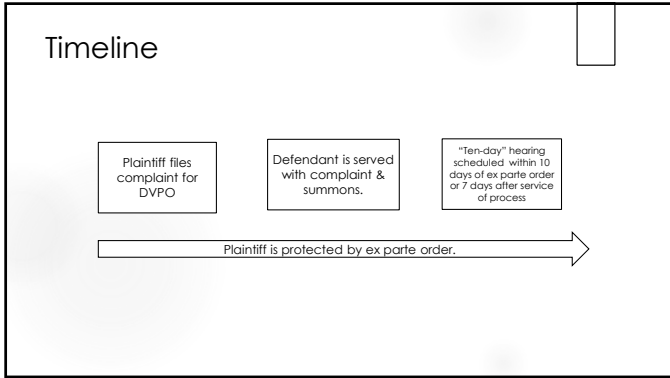 Timeline
Plaintiff files
complaint for
DVPO
Defendant is served
with complaint &
summons.
"Ten-day" hearing
scheduled within 10
days of ex parte order
or 7 days after service
of process
Plaintiff is protected by ex parte order.